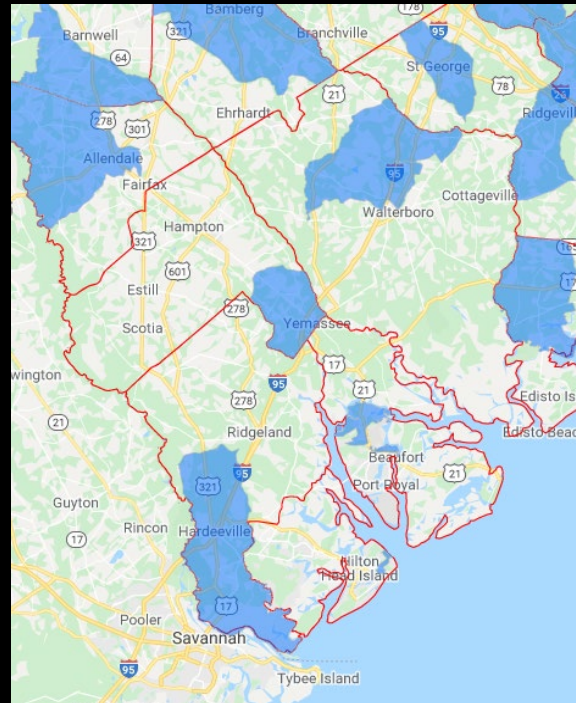 Bamberg
178
Barnwell
321
Branchville
95
64
St George
78
21
26
Ehrhardt
278
301
Ridgeville
Allendale
95
Fairfax
Cottageville
Walterboro
Hampton
321
601
17
Estill
278
Scotia
Yemassee
17
95
21
278
Edisto Is
21
Edisto Beac
Ridgeland
Beaufort
95
21
321
Port Royal
Guyton
Rincon
Hardeeville
17
Hilton
Head Island
17
Pooler
Savannah
95
Tybee Island